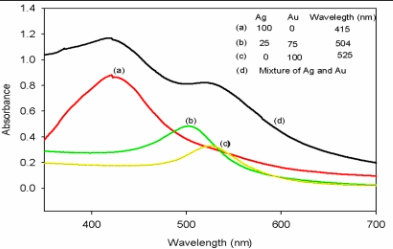 1.4
1.2
1.0
0.8
0.6
0.4
0.2
0.0
Absorbance
Ag Au Wavelegth (nm)
(a) 100 0 415
(b) 25 75 504
(c) 0 100 525
(d) Mixture of Ag and Au
(a)
(b)
(c)
(d)
400 500 600 700
Wavelength (nm)